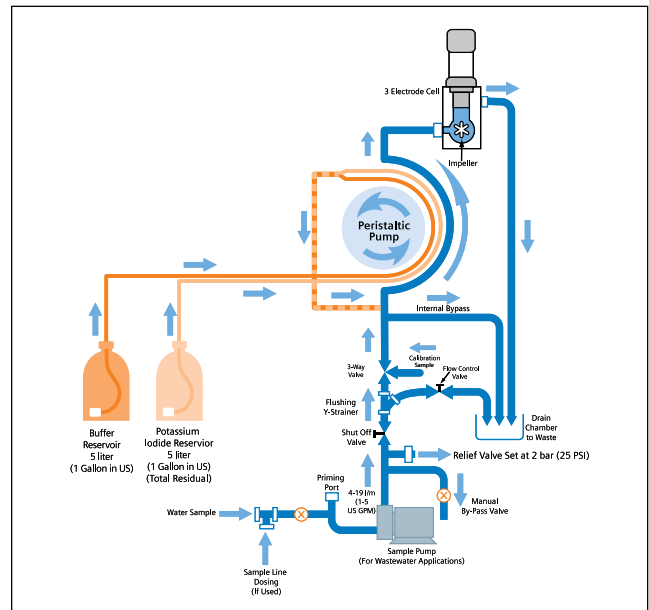 3 Electrode Cell
Impeller
Peristaltic
Pump
Internal Bypass
Calibration
Sample
3-Way
Valve
Flow Control
Valve
Flushing
Y-Strainer
Shut Off
Valve
Drain
Chamber
to Waste
Buffer
Reservoir
5 liter
(1 Gallon in US)
Potassium
Iodide Reservior
5 liter
(1 Gallon in US)
(Total Residual)
Relief Valve Set at 2 bar (25 PSI)
Priming
Port
4-19 l/m
(1-5
US GPM)
Manual
By-Pass Valve
Water Sample
Sample Pump
(For Wastewater Applications)
Sample Line
Dosing
(If Used)